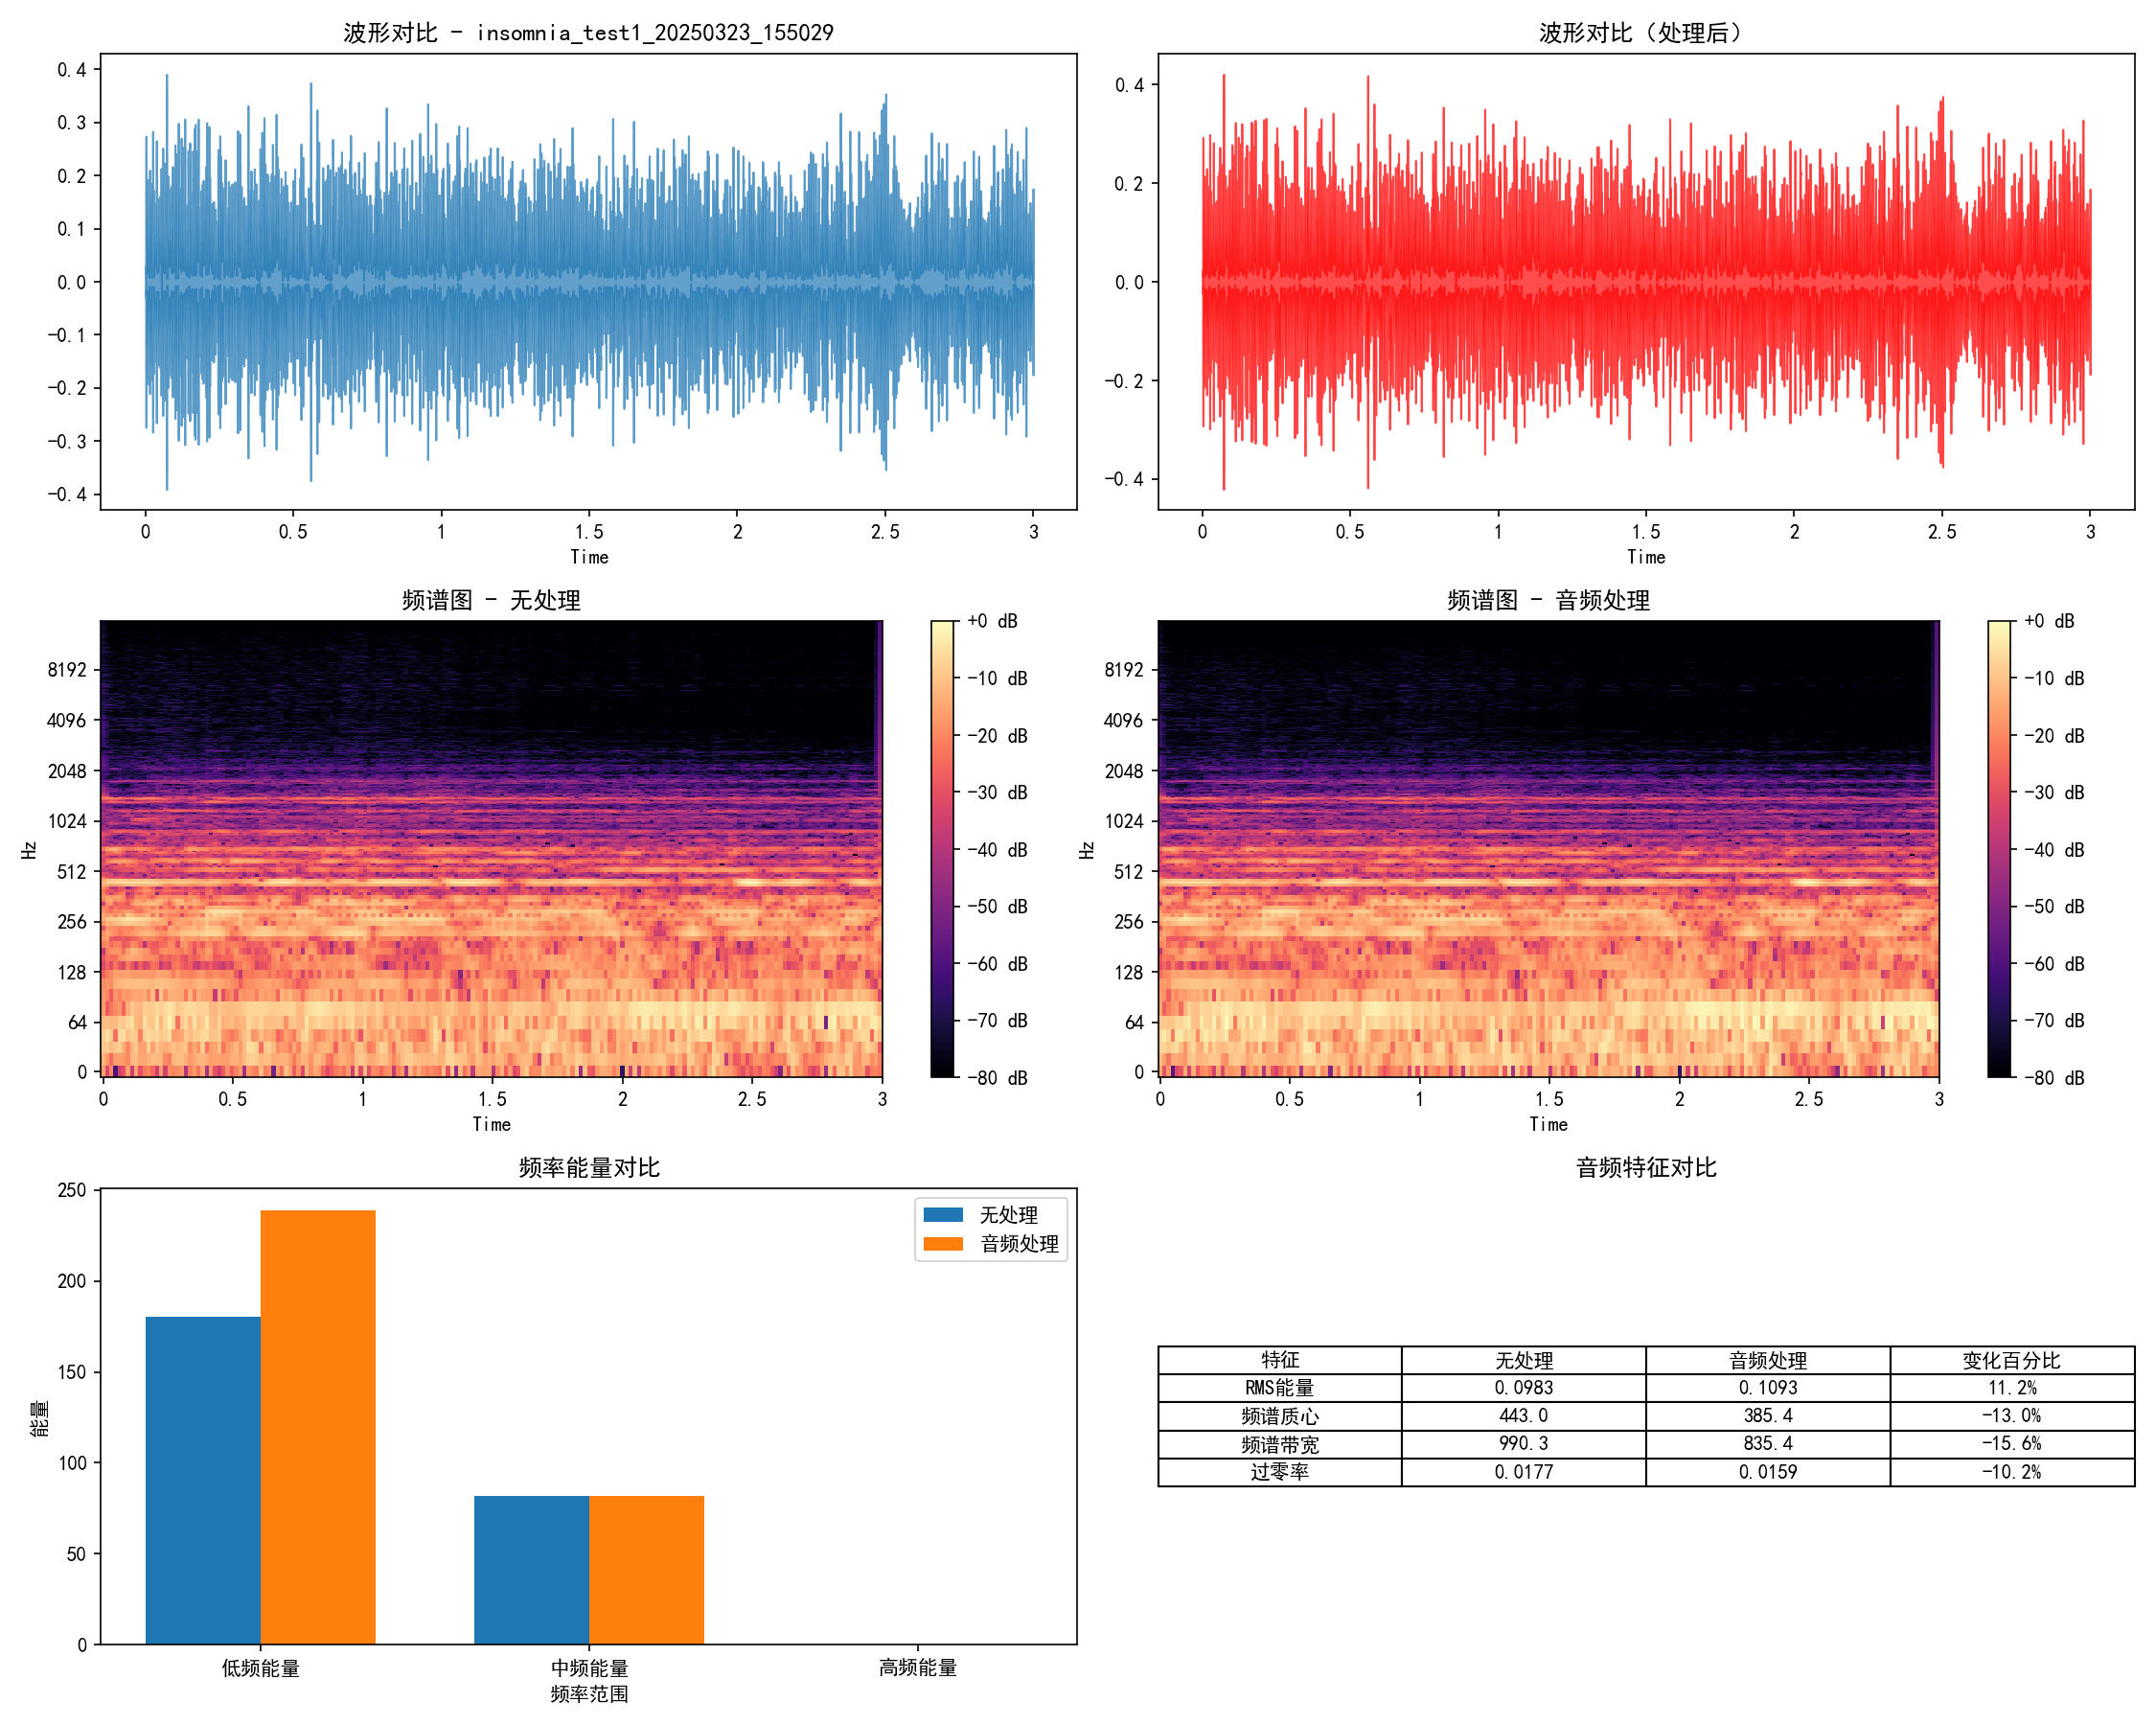 波形对比 - insomnia_test1_20250323_155029
0.4
0.3
0.2
0.1
0.0
-0.1
-0.2
-0.3
-0.4
0 0.5 1 1.5 2 2.5 3
Time
波形对比（处理后）
0.4
0.2
0.0
-0.2
-0.4
0 0.5 1 1.5 2 2.5 3
Time
频谱图 - 无处理
Hz
8192
4096
2048
1024
512
256
128
64
0
0 0.5 1 1.5 2 2.5 3
Time
+0 dB
-10 dB
-20 dB
-30 dB
-40 dB
-50 dB
-60 dB
-70 dB
-80 dB
频谱图 - 音频处理
Hz
8192
4096
2048
1024
512
256
128
64
0
0 0.5 1 1.5 2 2.5 3
Time
+0 dB
-10 dB
-20 dB
-30 dB
-40 dB
-50 dB
-60 dB
-70 dB
-80 dB
频率能量对比
能量
250
200
150
100
50
0
无处理
音频处理
低频能量 中频能量 高频能量
频率范围
音频特征对比
特征 无处理 音频处理 变化百分比
RMS能量 0.0983 0.1093 11.2%
频谱质心 443.0 385.4 -13.0%
频谱带宽 990.3 835.4 -15.6%
过零率 0.0177 0.0159 -10.2%